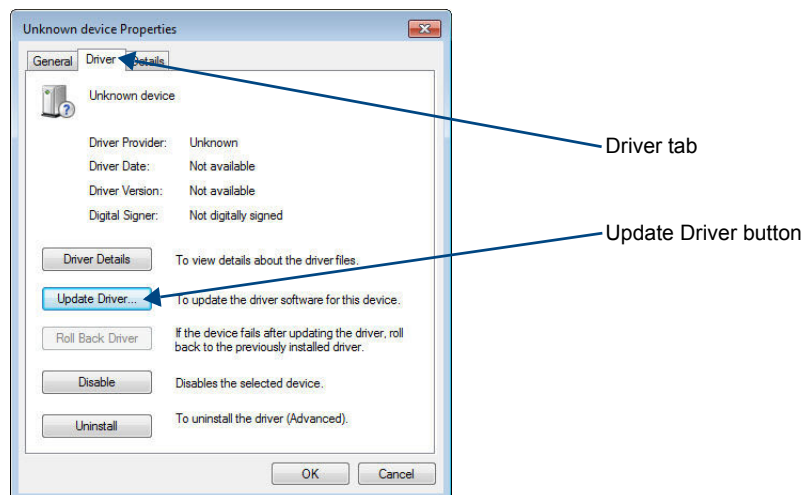 Unknown device Properties
General Driver Details
Unknown device
Driver Provider: Unknown
Driver Date: Not available
Driver Version: Not available
Digital Signer: Not digitally signed
Driver Details To view details about the driver files.
Update Driver... To update the driver software for this device.
Roll Back Driver If the device fails after updating the driver, roll
back to the previously installed driver.
Disable Disables the selected device.
Uninstall To uninstall the driver (Advanced).
OK Cancel
Driver tab
Update Driver button